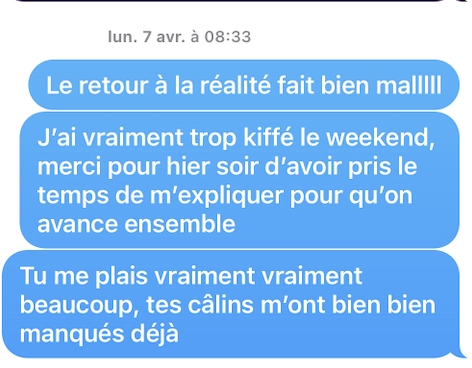 lun. 7 avr. à 08:33
Le retour à la réalité fait bien malllll
J’ai vraiment trop kiffé le weekend,
merci pour hier soir d’avoir pris le
temps de m’expliquer pour qu’on
avance ensemble
Tu me plais vraiment vraiment
beaucoup, tes câlins m’ont bien bien
manqués déjà